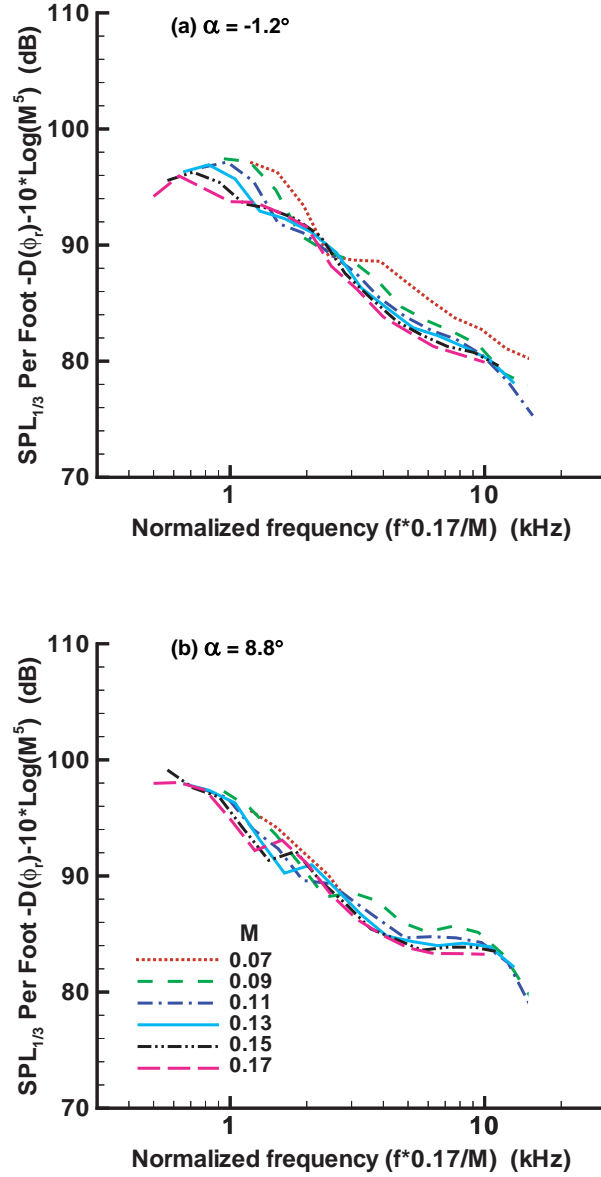 (a) α = -1.2°
SPL1/3 Per Foot -D(ϕr)-10*Log(M5) (dB)
110
100
90
80
70
1
10
Normalized frequency (f*0.17/M) (kHz)
(b) α = 8.8°
SPL1/3 Per Foot -D(ϕr)-10*Log(M5) (dB)
110
100
90
80
70
M
0.07
0.09
0.11
0.13
0.15
0.17
1
10
Normalized frequency (f*0.17/M) (kHz)